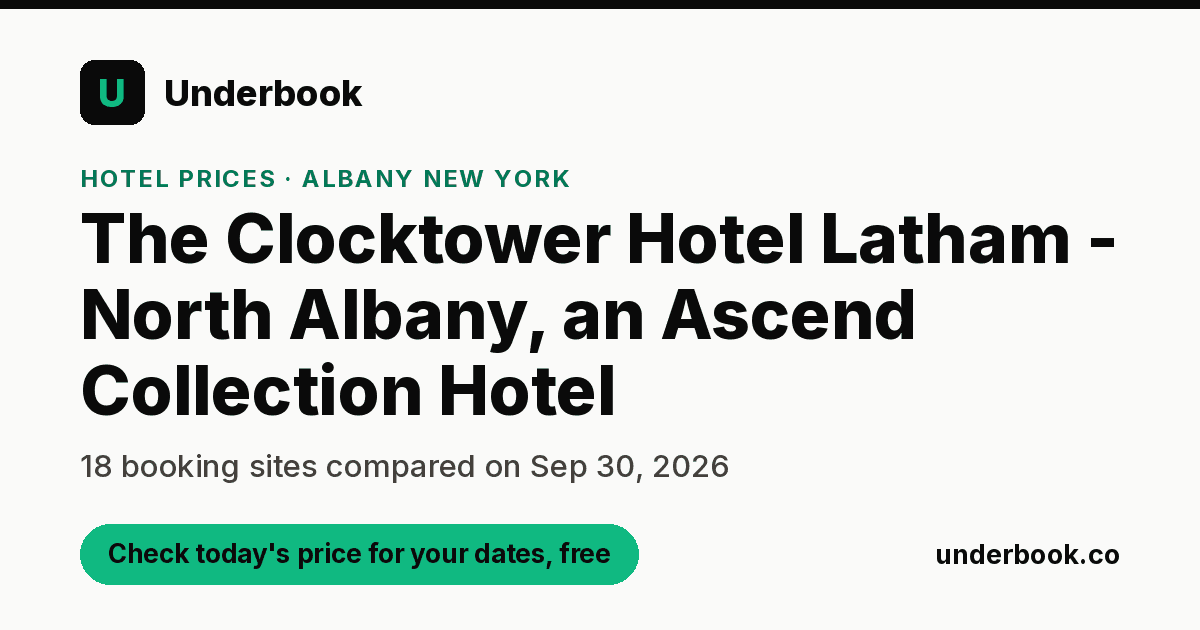 U
Underbook
HOTEL PRICES · ALBANY NEW YORK
The Clocktower Hotel Latham -
North Albany, an Ascend
Collection Hotel
18 booking sites compared on Sep 30, 2026
Check today's price for your dates, free
underbook.co